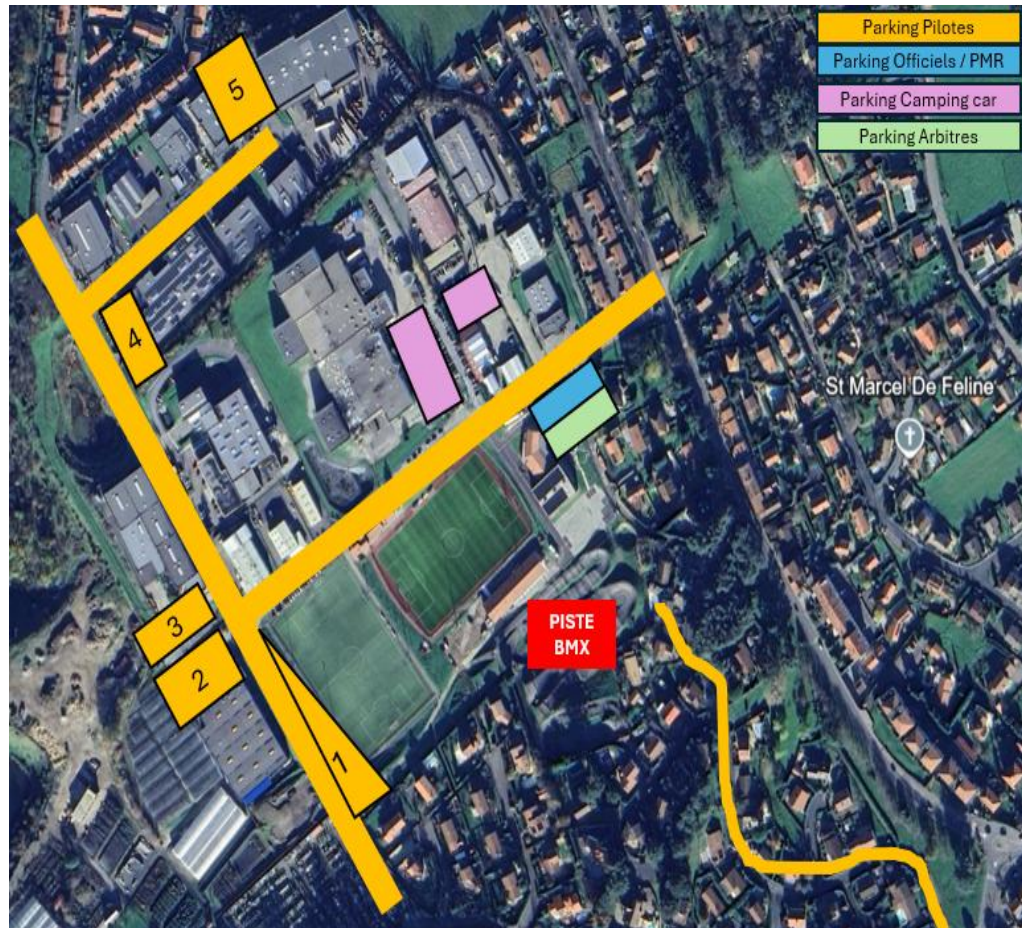 Parking Pilotes
Parking Officiels / PMR
Parking Camping car
Parking Arbitres
5
4
St Marcel De Feline
3
2
PISTE
BMX
1